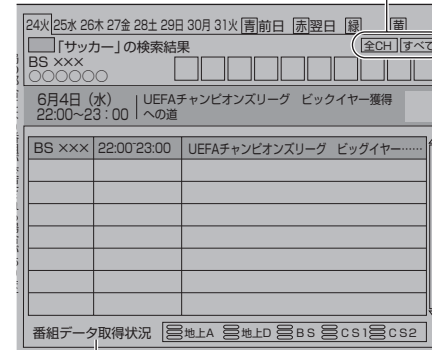 24火 25水 26木 27金 28土 29日 30月 31火 青 前日 赤 翌日 緑 黄
「サッカー」の検索結果 全CH すべて
BS ×××
○○○○○○
6月4日(水) UEFAチャンピオンズリーグ ビックイヤー獲得
22:00~23:00 への道
BS ××× 22:00~23:00 UEFAチャンピオンズリーグ ビッグイヤー……
番組データ取得状況 地上A 地上D BS CS1 CS2